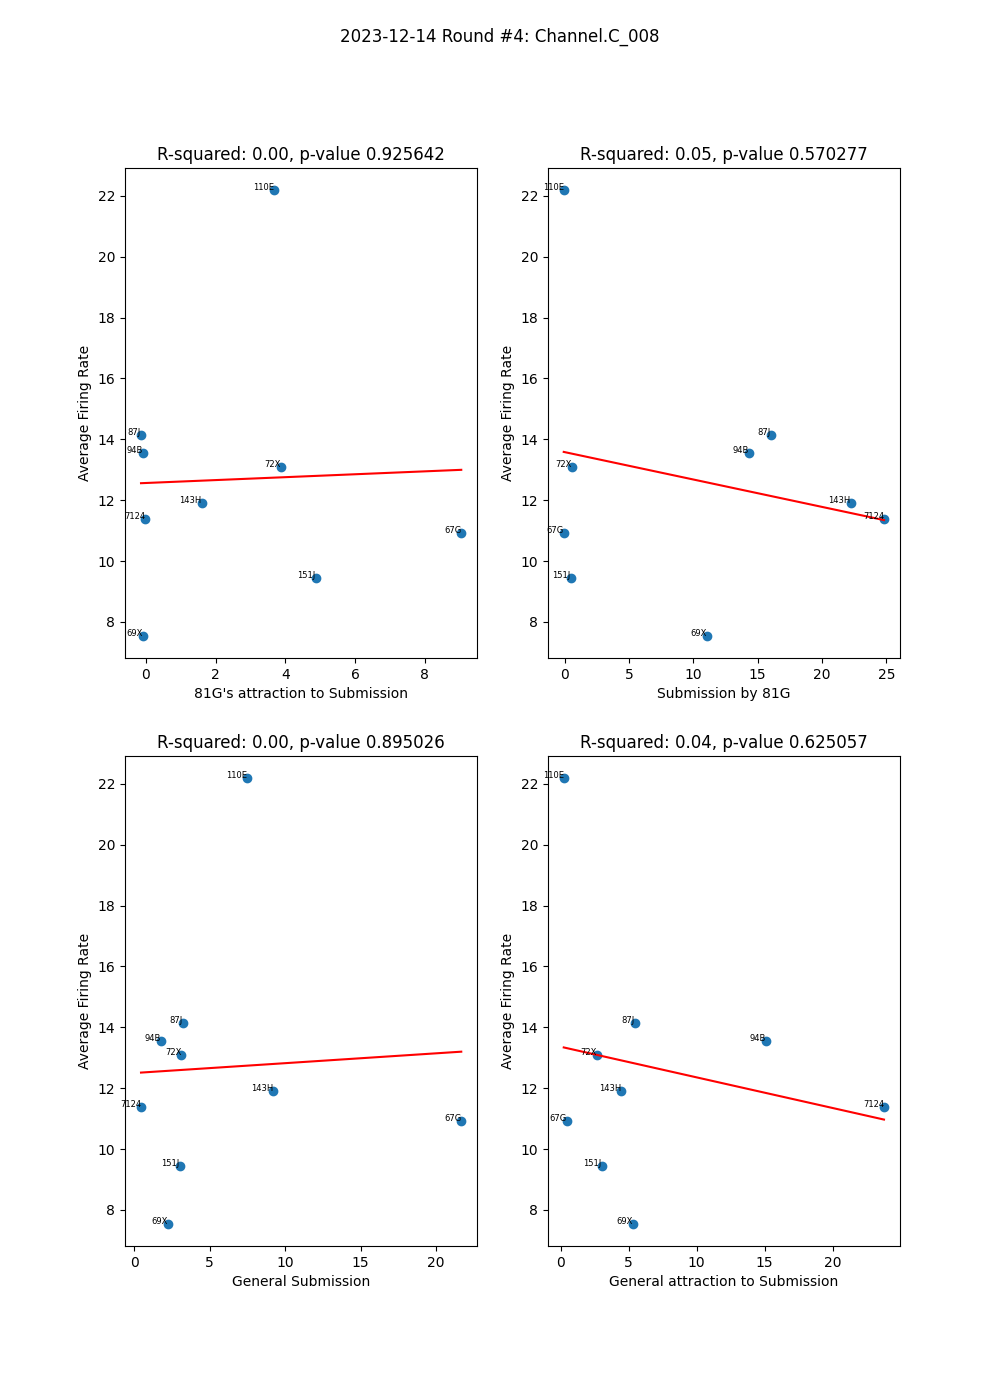 2023-12-14 Round #4: Channel.C_008
R-squared: 0.00, p-value 0.925642
R-squared: 0.05, p-value 0.570277
22
20
18
16
14
12
10
8
Average Firing Rate
110E
87J
94B
72X
143H
7124
67G
151J
69X
0 2 4 6 8
81G's attraction to Submission
22
20
18
16
14
12
10
8
Average Firing Rate
110E
87J
94B
72X
143H
7124
67G
151J
69X
0 5 10 15 20 25
Submission by 81G
R-squared: 0.00, p-value 0.895026
R-squared: 0.04, p-value 0.625057
22
20
18
16
14
12
10
8
Average Firing Rate
110E
87J
94B
72X
143H
7124
67G
151J
69X
0 5 10 15 20
General Submission
22
20
18
16
14
12
10
8
Average Firing Rate
110E
87J
94B
72X
143H
7124
67G
151J
69X
0 5 10 15 20
General attraction to Submission